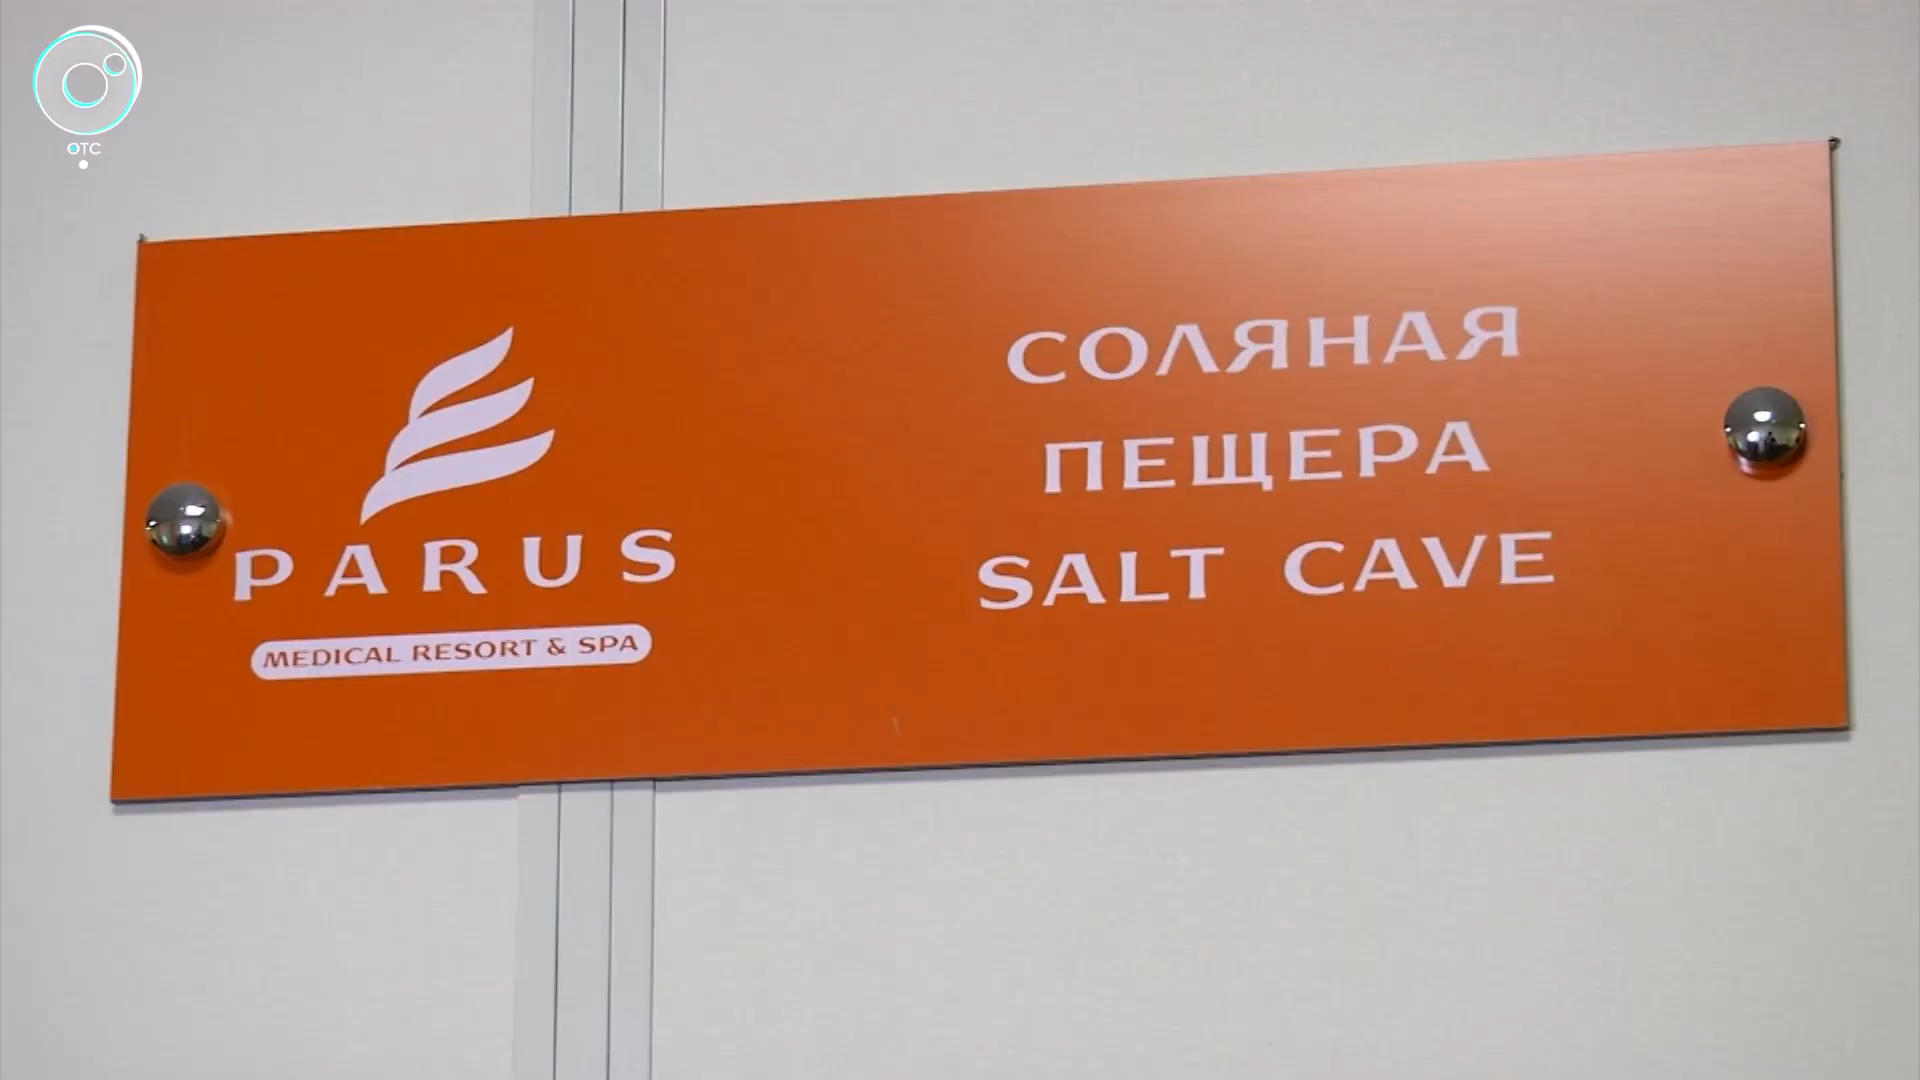 ОТС
PARUS
MEDICAL RESORT & SPA
СОЛЯНАЯ
ПЕЩЕРА
SALT CAVE